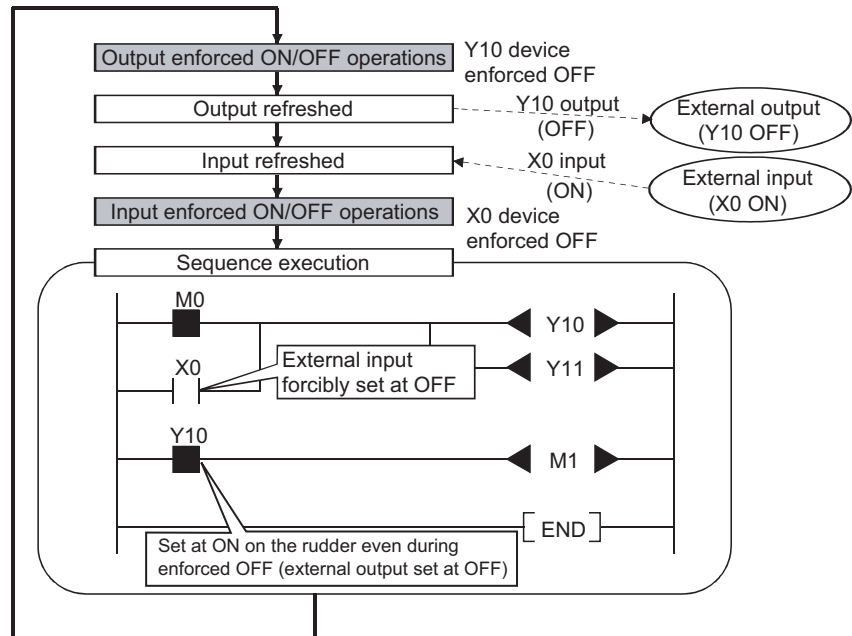 Output enforced ON/OFF operations
Y10 device
enforced OFF
Output refreshed
Y10 output
(OFF)
External output
(Y10 OFF)
Input refreshed
X0 input
(ON)
External input
(X0 ON)
Input enforced ON/OFF operations
X0 device
enforced OFF
Sequence execution
M0
Y10
X0
External input
forcibly set at OFF
Y11
Y10
M1
END
Set at ON on the rudder even during
enforced OFF (external output set at OFF)